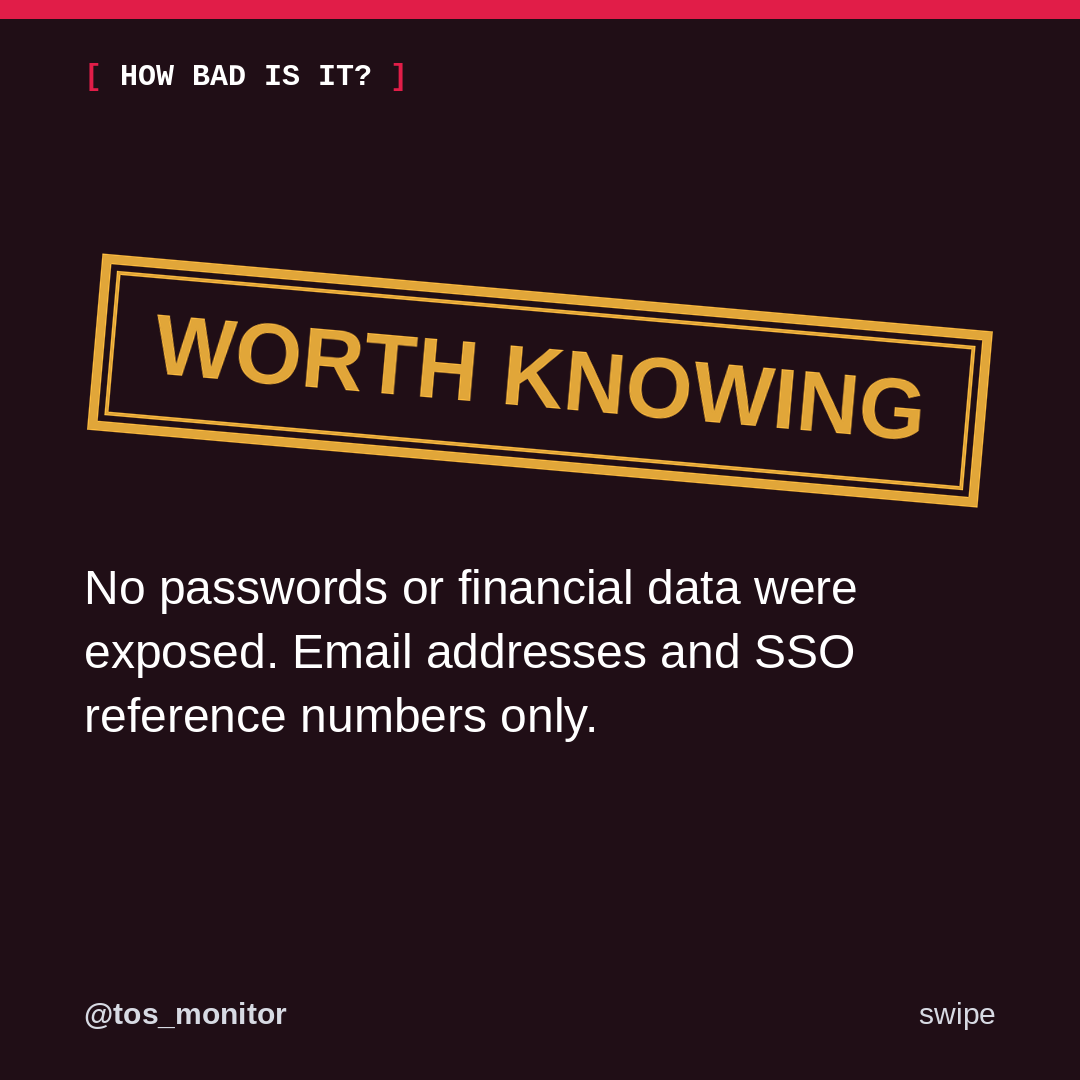 [ HOW BAD IS IT? ]
WORTH KNOWING
No passwords or financial data were
exposed. Email addresses and SSO
reference numbers only.
@tos_monitor
swipe